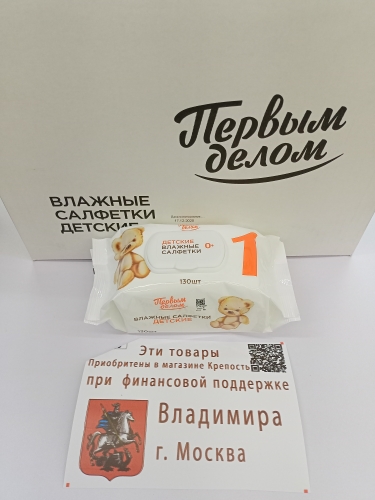 Первым
делом
ВЛАЖНЫЕ
САЛФЕТКИ
ДЕТСКИЕ
ДЕТСКИЕ
ВЛАЖНЫЕ
САЛФЕТКИ
0+
1
130шт
Первым
делом
ВЛАЖНЫЕ САЛФЕТКИ
ДЕТСКИЕ
Эти товары
Приобретены в магазине Крепость
при финансовой поддержке
Владимира
г. Москва